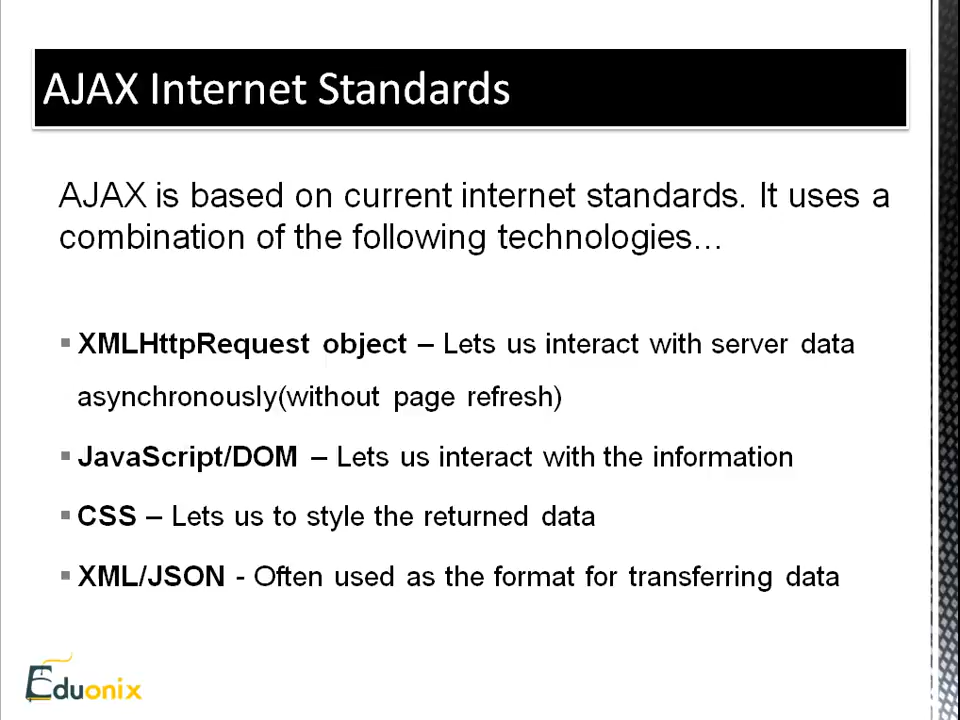 AJAX Internet Standards
AJAX is based on current internet standards. It uses a
combination of the following technologies...
▪ XMLHttpRequest object – Lets us interact with server data
asynchronously(without page refresh)
▪ JavaScript/DOM – Lets us interact with the information
▪ CSS – Lets us to style the returned data
▪ XML/JSON - Often used as the format for transferring data
Eduonix